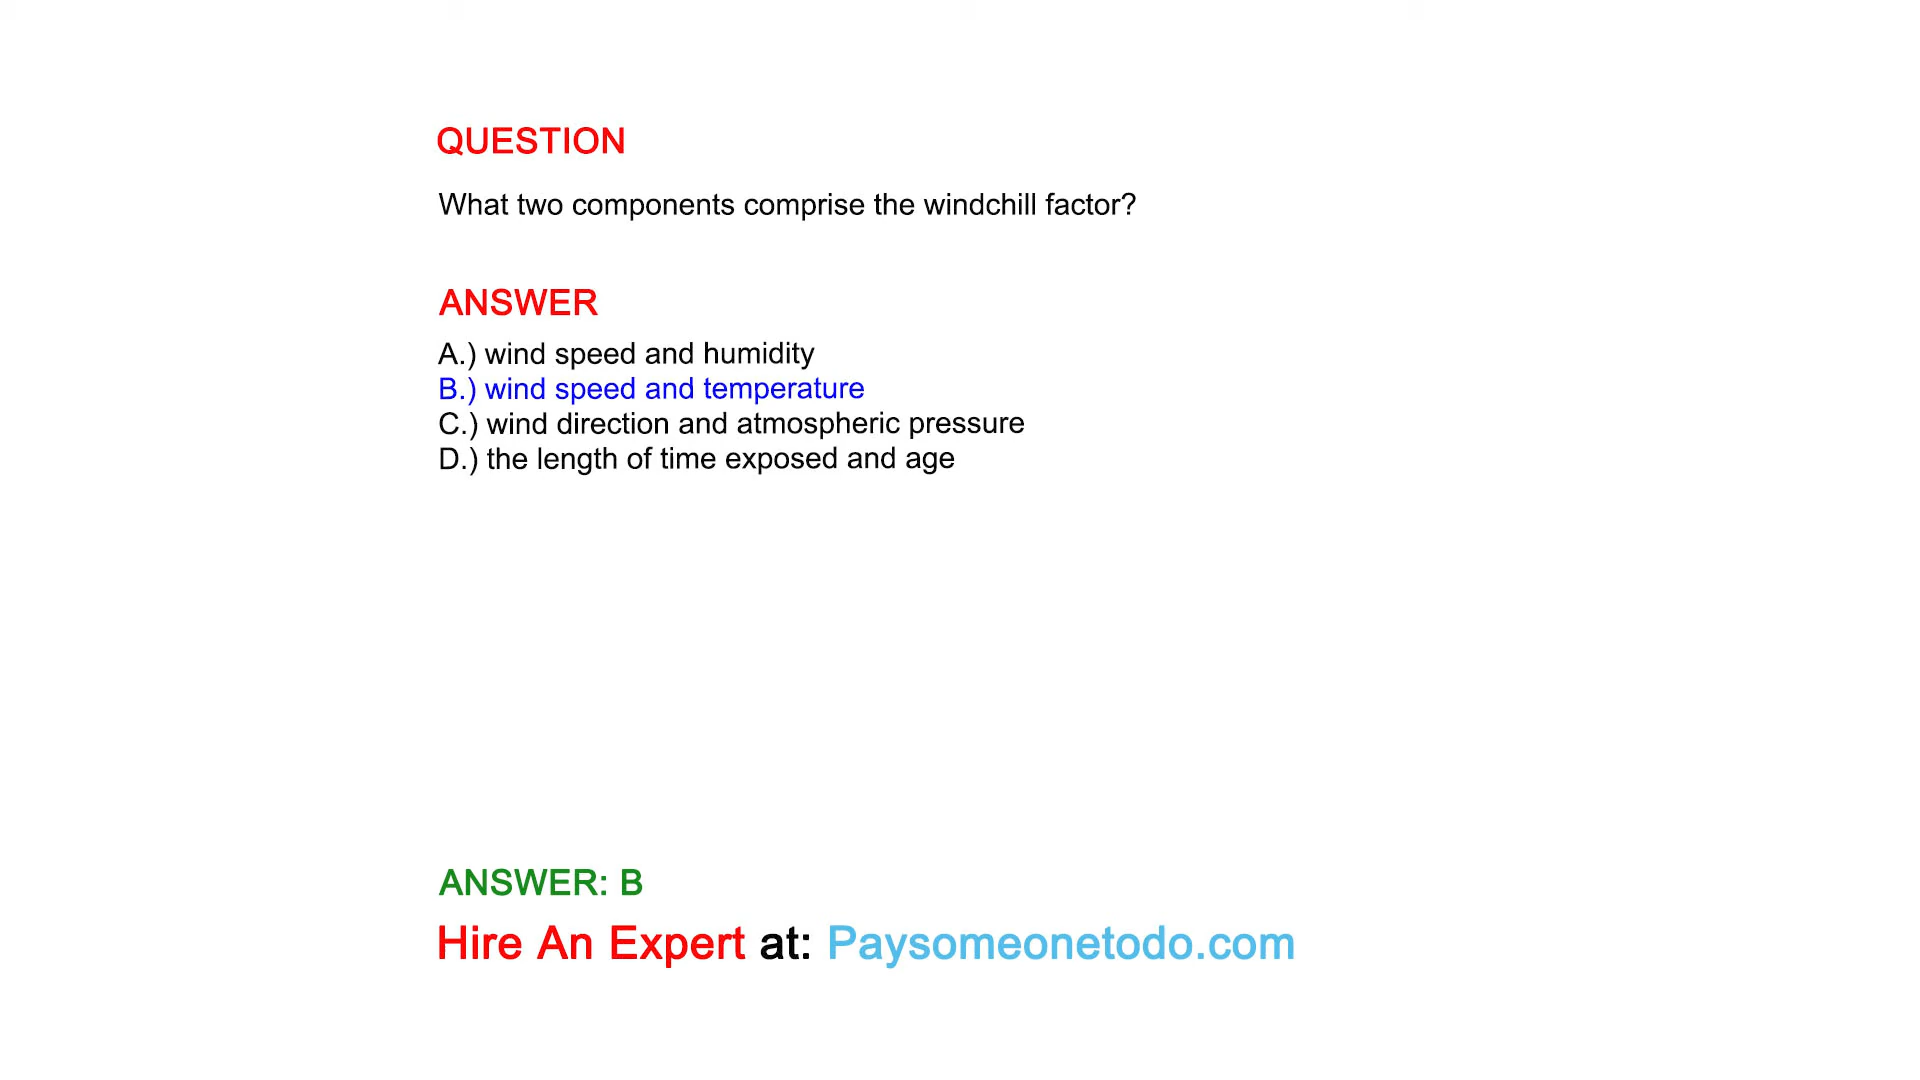 QUESTION
What two components comprise the windchill factor?
ANSWER
A.) wind speed and humidity
B.) wind speed and temperature
C.) wind direction and atmospheric pressure
D.) the length of time exposed and age
ANSWER: B
Hire An Expert at: Paysomeonetodo.com